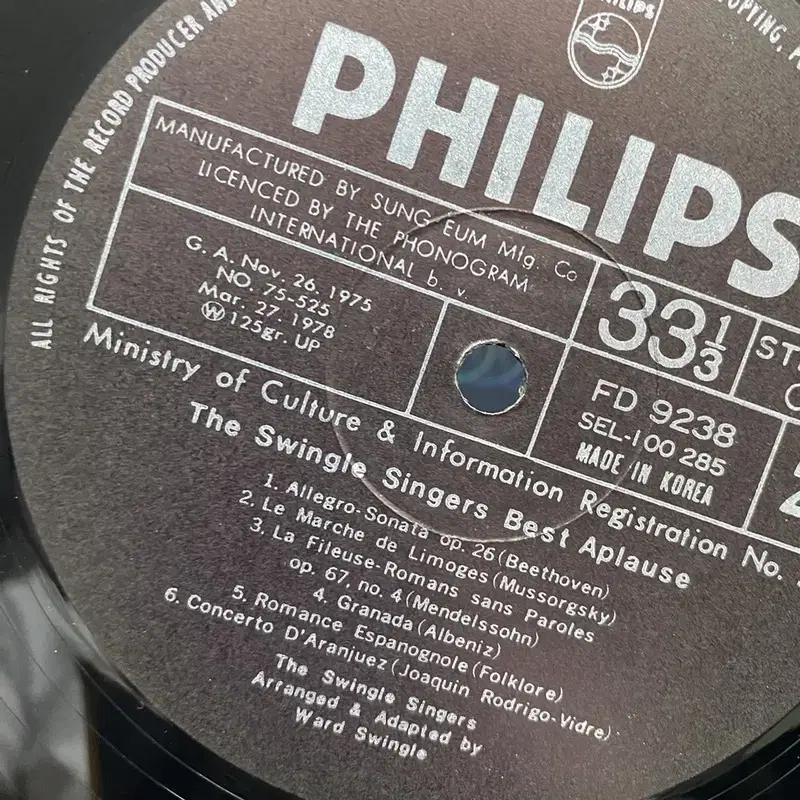 ALL RIGHTS OF THE RECORD PRODUCER AND
PHILIPS
PHILIPS
MANUFACTURED BY SUNG EUM Mfg. Co
LICENCED BY THE PHONOGRAM
INTERNATIONAL b. v.
G. A. Nov. 26. 1975
NO. 75-525
Mar. 27. 1978
Ⓦ125gr. UP
33⅓
FD 9238
SEL-100 285
MADE IN KOREA
2
Ministry of Culture & Information Registration No.
The Swingle Singers Best Aplause
1. Allegro-Sonata op. 26 (Beethoven)
2. Le Marche de Limoges (Mussorgsky)
3. La Fileuse-Romans sans Paroles
op. 67, no. 4 (Mendelssohn)
4. Granada (Albeniz)
5. Romance Espanognole (Folklore)
6. Concerto D'Aranjuez (Joaquin Rodrigo-Vidre)
The Swingle Singers
Arranged & Adapted by
Ward Swingle